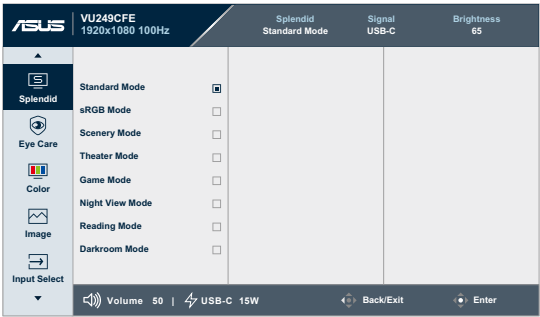 ASUS
VU249CFE
1920x1080 100Hz
Splendid
Standard Mode
Signal
USB-C
Brightness
65
Splendid
Eye Care
Color
Image
Input Select
Standard Mode
sRGB Mode
Scenery Mode
Theater Mode
Game Mode
Night View Mode
Reading Mode
Darkroom Mode
Volume 50 | USB-C 15W
Back/Exit
Enter